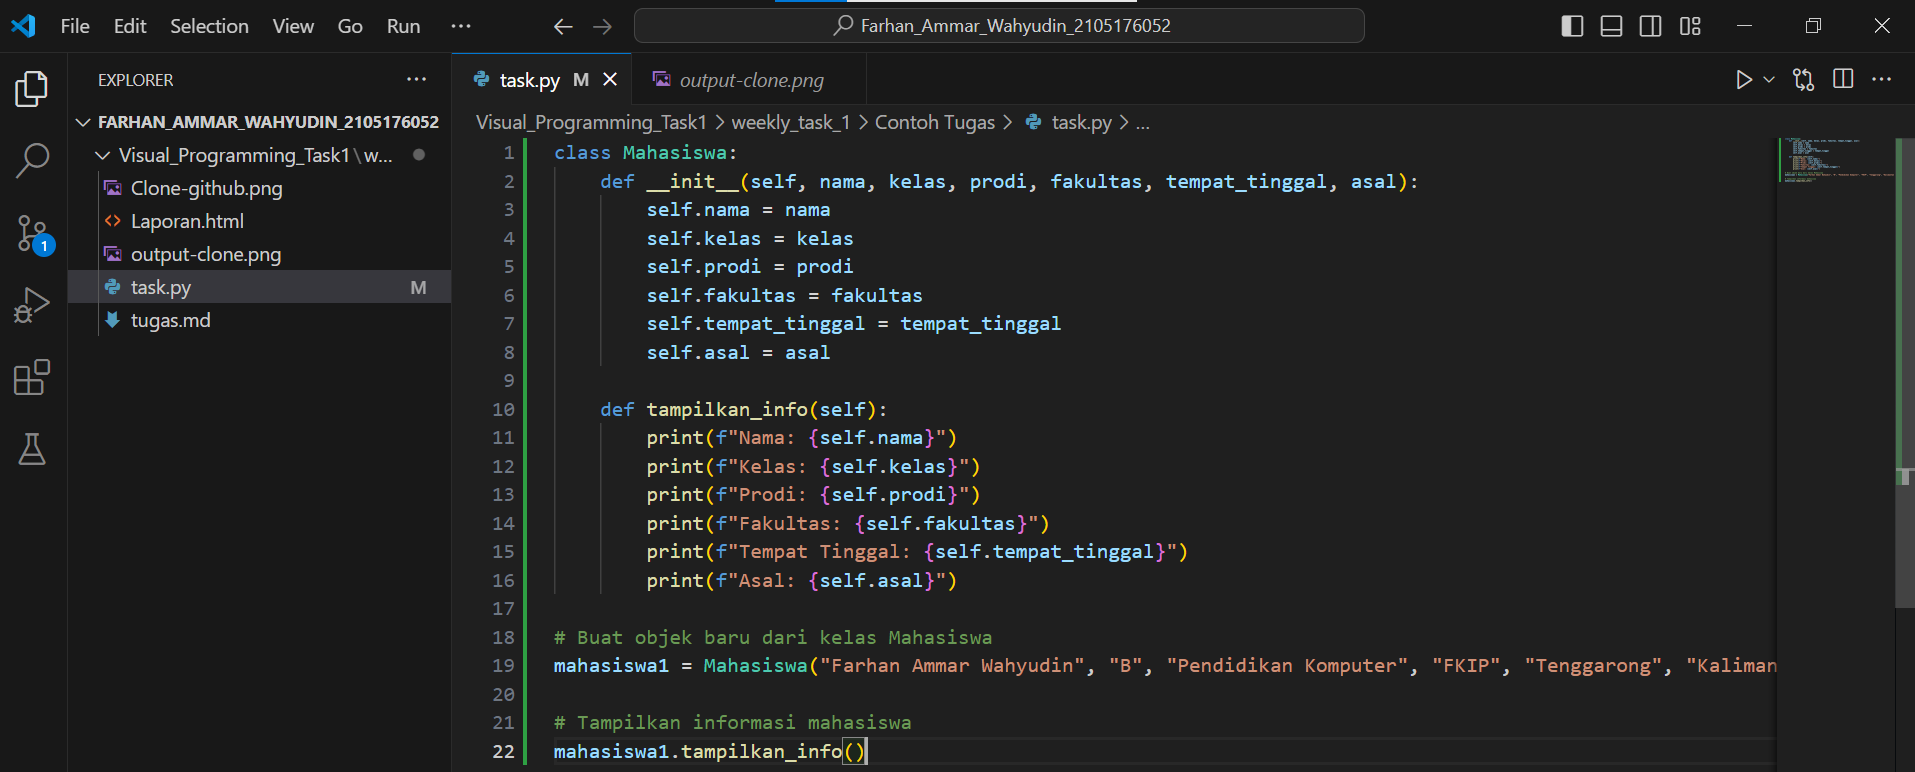 File Edit Selection View Go Run ··· Farhan_Ammar_Wahyudin_2105176052
EXPLORER ···
FARHAN_AMMAR_WAHYUDIN_2105176052
Visual_Programming_Task1\w...
Clone-github.png
Laporan.html
output-clone.png
task.py M
tugas.md
1
task.py M output-clone.png
Visual_Programming_Task1 > weekly_task_1 > Contoh Tugas > task.py > ...
1 class Mahasiswa:
2     def __init__(self, nama, kelas, prodi, fakultas, tempat_tinggal, asal):
3         self.nama = nama
4         self.kelas = kelas
5         self.prodi = prodi
6         self.fakultas = fakultas
7         self.tempat_tinggal = tempat_tinggal
8         self.asal = asal
9
10     def tampilkan_info(self):
11         print(f"Nama: {self.nama}")
12         print(f"Kelas: {self.kelas}")
13         print(f"Prodi: {self.prodi}")
14         print(f"Fakultas: {self.fakultas}")
15         print(f"Tempat Tinggal: {self.tempat_tinggal}")
16         print(f"Asal: {self.asal}")
17
18 # Buat objek baru dari kelas Mahasiswa
19 mahasiswa1 = Mahasiswa("Farhan Ammar Wahyudin", "B", "Pendidikan Komputer", "FKIP", "Tenggarong", "Kaliman
20
21 # Tampilkan informasi mahasiswa
22 mahasiswa1.tampilkan_info()